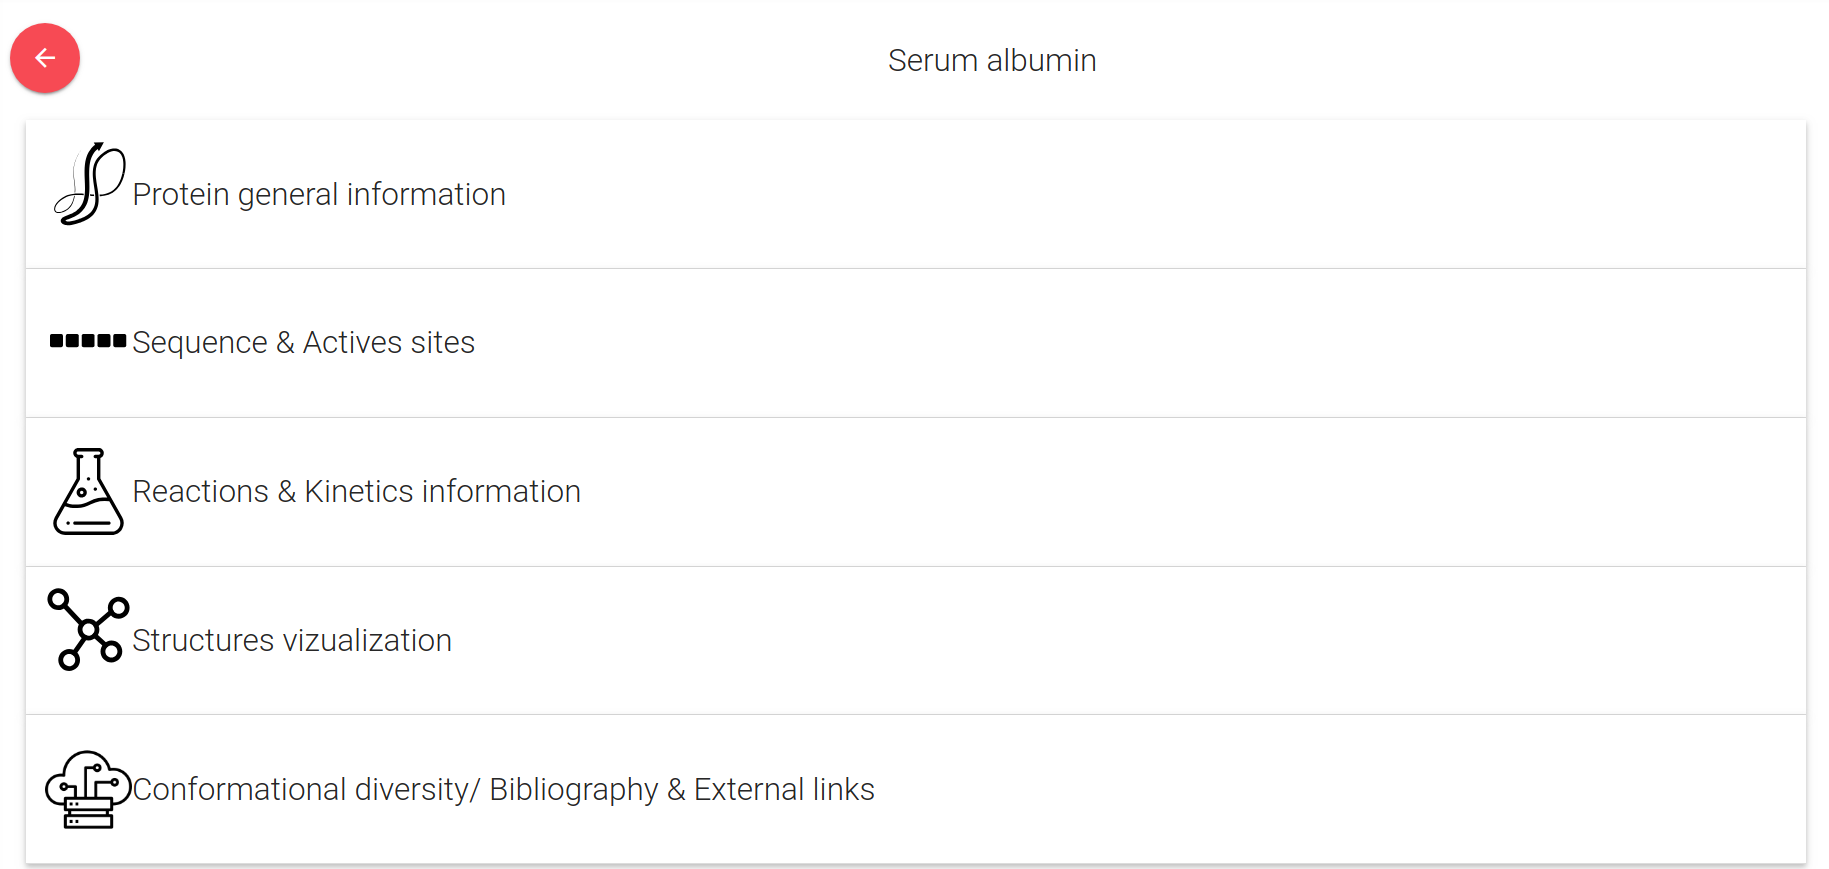 Serum albumin
Protein general information
Sequence & Actives sites
Reactions & Kinetics information
Structures vizualization
Conformational diversity/ Bibliography & External links